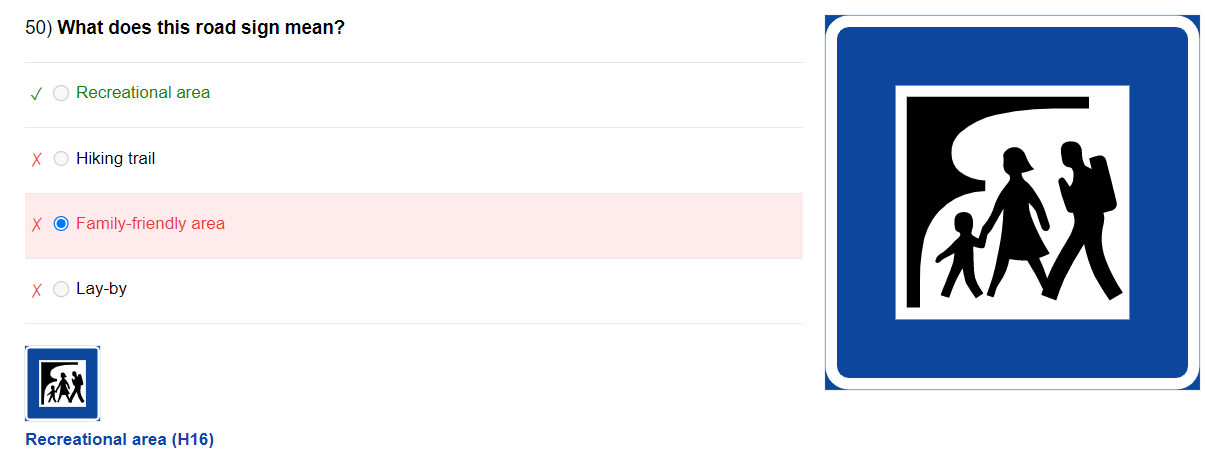 50) What does this road sign mean?
✓ Recreational area
✗ Hiking trail
✗ Family-friendly area
✗ Lay-by
Recreational area (H16)